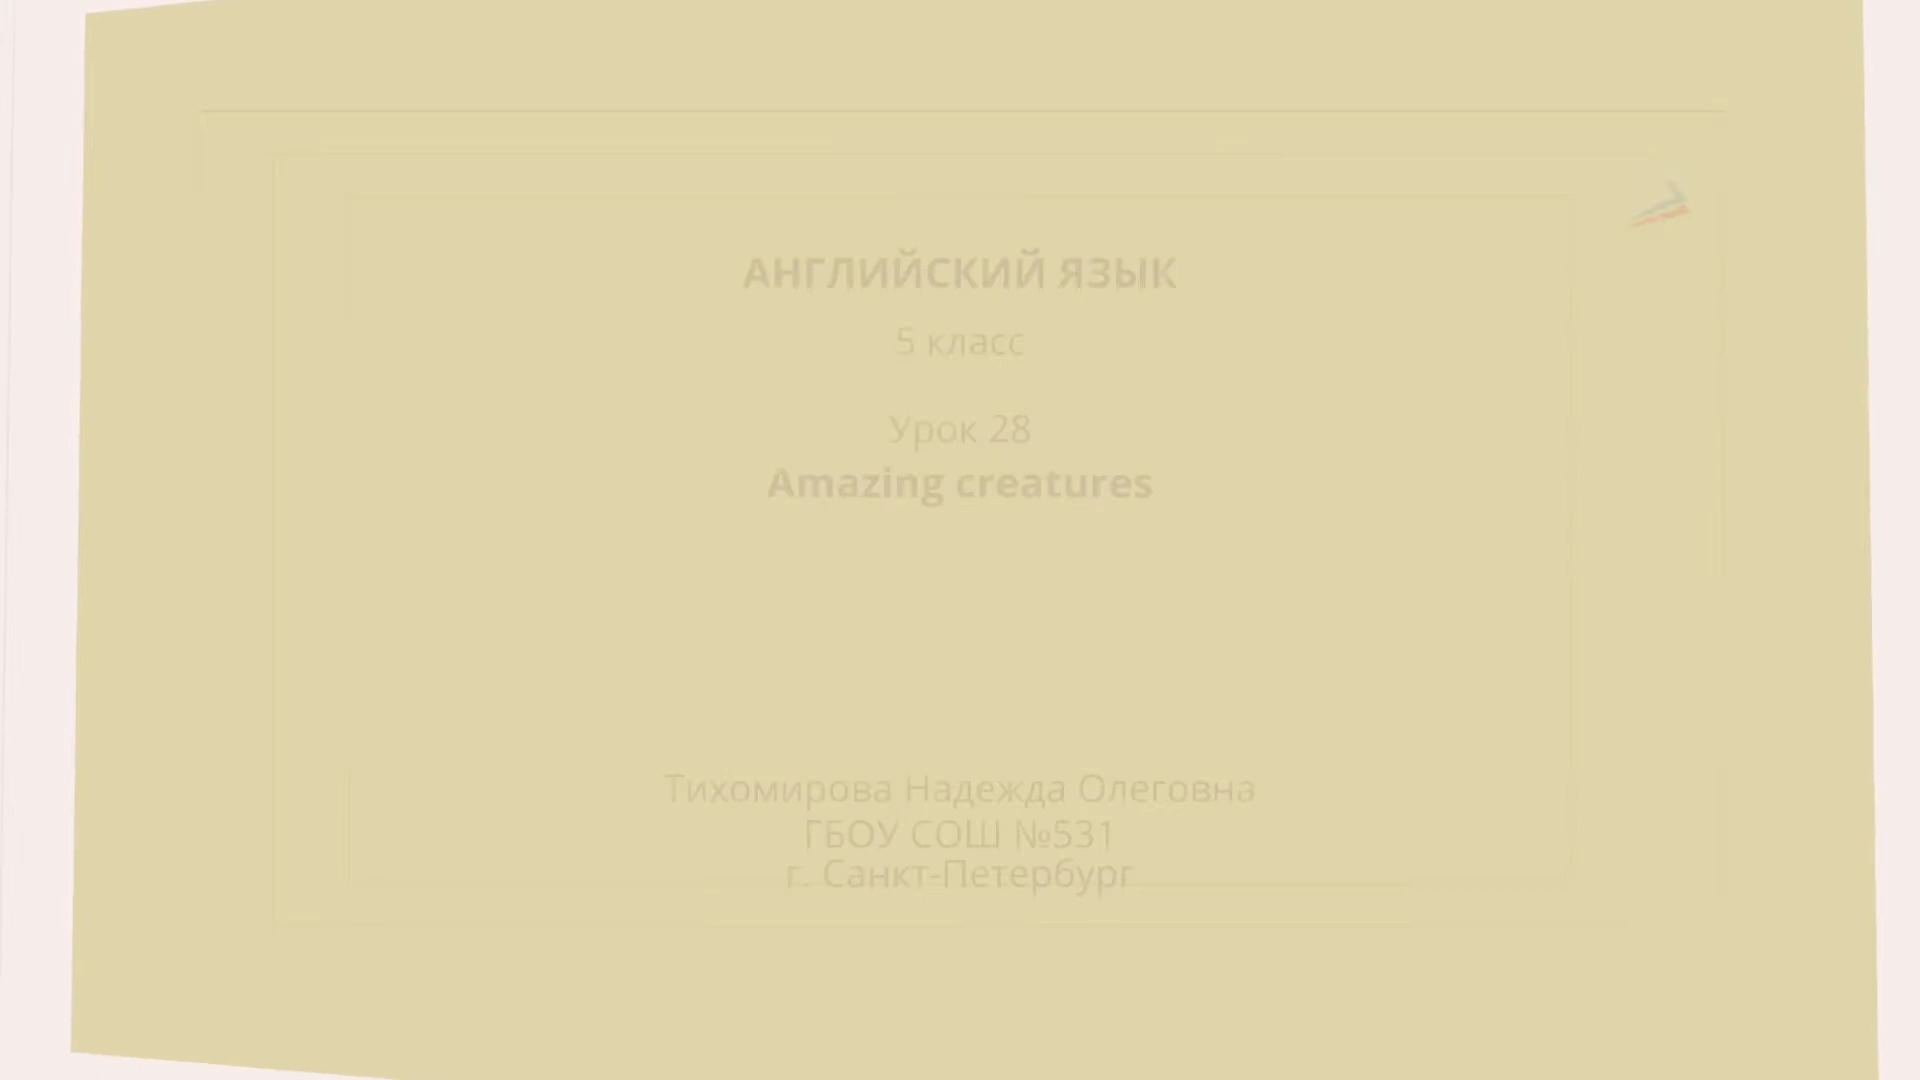 АНГЛИЙСКИЙ ЯЗЫК
5 класс
Урок 28
Amazing creatures
Тихомирова Надежда Олеговна
ГБОУ СОШ №531
г. Санкт-Петербург